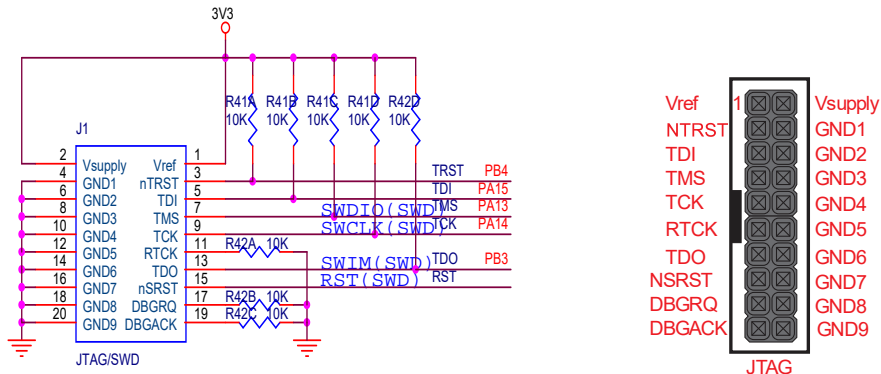 3V3
R41A R41B R41C R41D R42D
10K 10K 10K 10K 10K
J1
2 Vsupply Vref 1
4 GND1 nTRST 3 TRST PB4
6 GND2 TDI 5 TDI PA15
8 GND3 TMS 7 SWDIO(SWD) TMS PA13
10 GND4 TCK 9 SWCLK(SWD) TCK PA14
12 GND5 RTCK 11 R42A 10K
14 GND6 TDO 13 SWIM(SWD) TDO PB3
16 GND7 nSRST 15 RST(SWD) RST
18 GND8 DBGRQ 17 R42B 10K
20 GND9 DBGACK 19 R42C 10K
JTAG/SWD
Vref 1 Vsupply
NTRST GND1
TDI GND2
TMS GND3
TCK GND4
RTCK GND5
TDO GND6
NSRST GND7
DBGRQ GND8
DBGACK GND9
JTAG